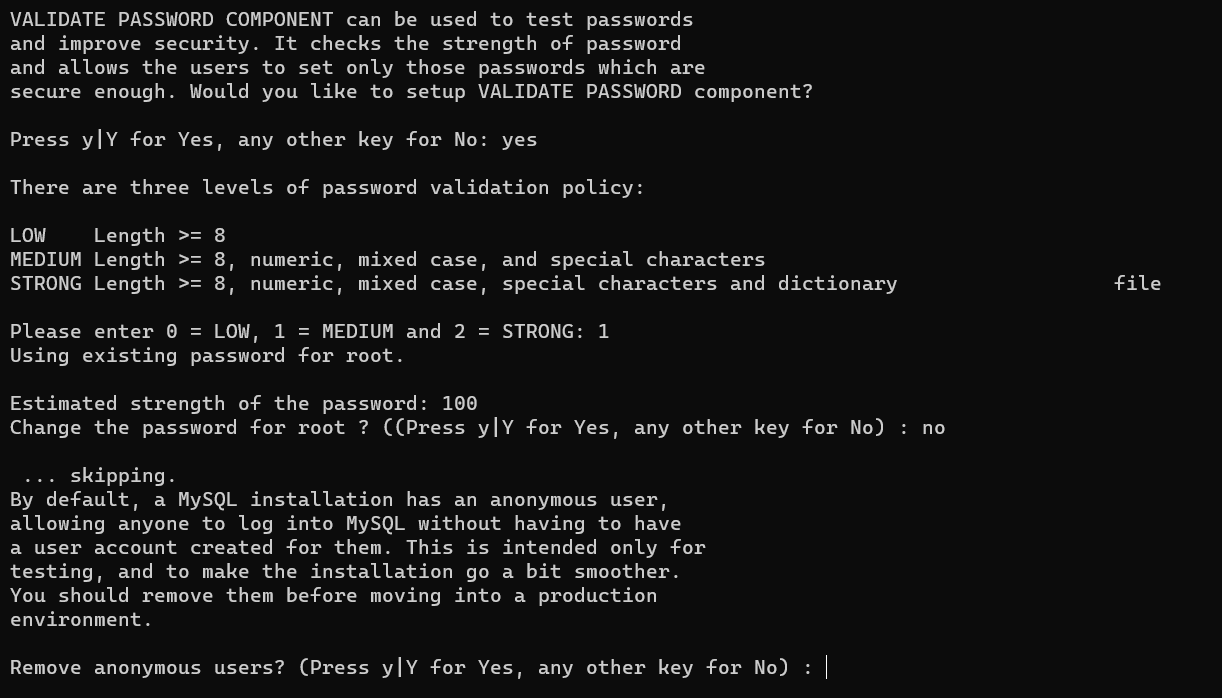 VALIDATE PASSWORD COMPONENT can be used to test passwords
and improve security. It checks the strength of password
and allows the users to set only those passwords which are
secure enough. Would you like to setup VALIDATE PASSWORD component?
Press y|Y for Yes, any other key for No: yes
There are three levels of password validation policy:
LOW    Length >= 8
MEDIUM Length >= 8, numeric, mixed case, and special characters
STRONG Length >= 8, numeric, mixed case, special characters and dictionary                  file
Please enter 0 = LOW, 1 = MEDIUM and 2 = STRONG: 1
Using existing password for root.
Estimated strength of the password: 100
Change the password for root ? ((Press y|Y for Yes, any other key for No) : no
 ... skipping.
By default, a MySQL installation has an anonymous user,
allowing anyone to log into MySQL without having to have
a user account created for them. This is intended only for
testing, and to make the installation go a bit smoother.
You should remove them before moving into a production
environment.
Remove anonymous users? (Press y|Y for Yes, any other key for No) :